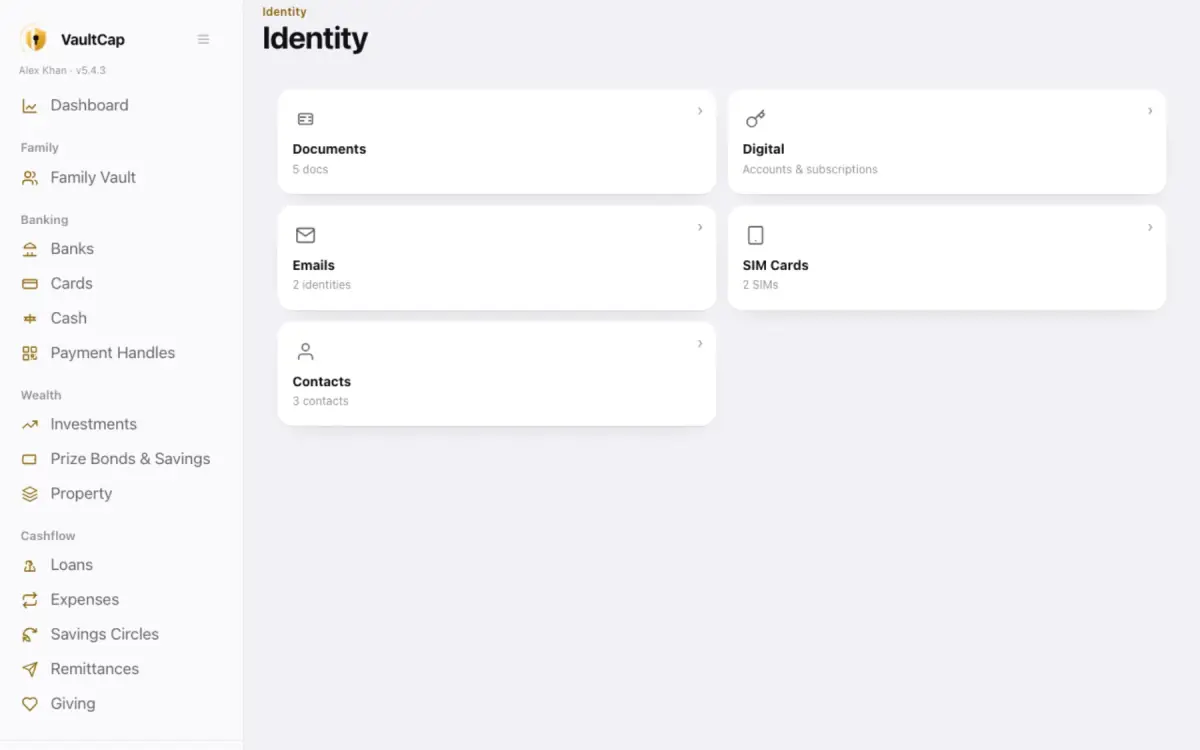 VaultCap
Alex Khan · v5.4.3
Dashboard
Family
Family Vault
Banking
Banks
Cards
Cash
Payment Handles
Wealth
Investments
Prize Bonds & Savings
Property
Cashflow
Loans
Expenses
Savings Circles
Remittances
Giving
Identity
Identity
Documents
5 docs
Digital
Accounts & subscriptions
Emails
2 identities
SIM Cards
2 SIMs
Contacts
3 contacts